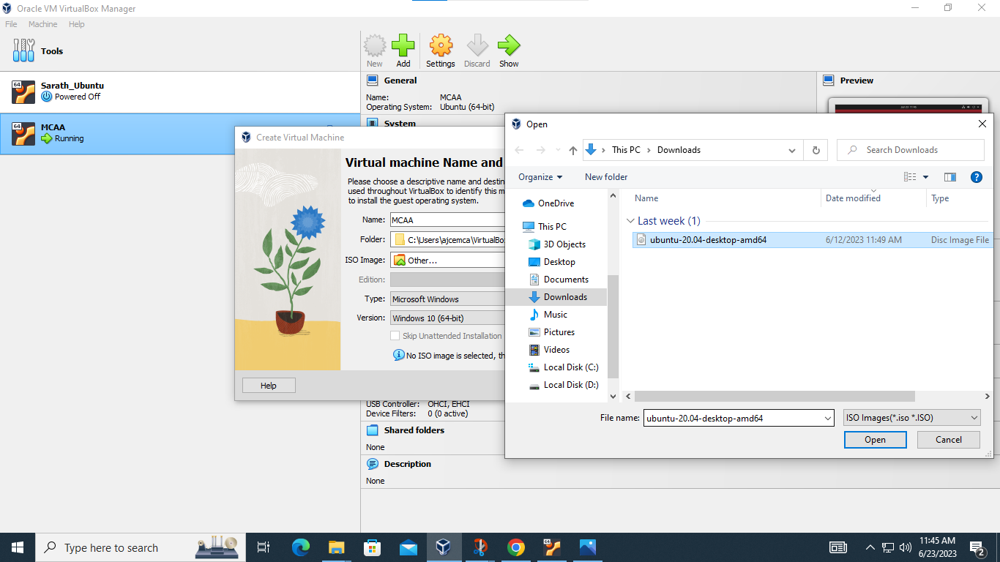 Oracle VM VirtualBox Manager
File Machine Help
Tools
New Add Settings Discard Show
64
Sarath_Ubuntu
Powered Off
64
MCAA
Running
General
Name: MCAA
Operating System: Ubuntu (64-bit)
System
Preview
Create Virtual Machine
Virtual machine Name and
Please choose a descriptive name and destin
used throughout VirtualBox to identify this m
to install the guest operating system.
Name: MCAA
Folder: C:\Users\ajcemca\VirtualBo
ISO Image: Other...
Edition:
Type: Microsoft Windows
Version: Windows 10 (64-bit)
Skip Unattended Installation
No ISO image is selected, th
Help
Open
This PC Downloads
Search Downloads
Organize New folder
OneDrive
This PC
3D Objects
Desktop
Documents
Downloads
Music
Pictures
Videos
Local Disk (C:)
Local Disk (D:)
Name Date modified Type
Last week (1)
ubuntu-20.04-desktop-amd64 6/12/2023 11:49 AM Disc Image File
File name: ubuntu-20.04-desktop-amd64 ISO Images(*.iso *.ISO)
Open Cancel
USB Controller: OHCI, EHCI
Device Filters: 0 (0 active)
Shared folders
None
Description
None
Type here to search
64
11:45 AM
6/23/2023
2